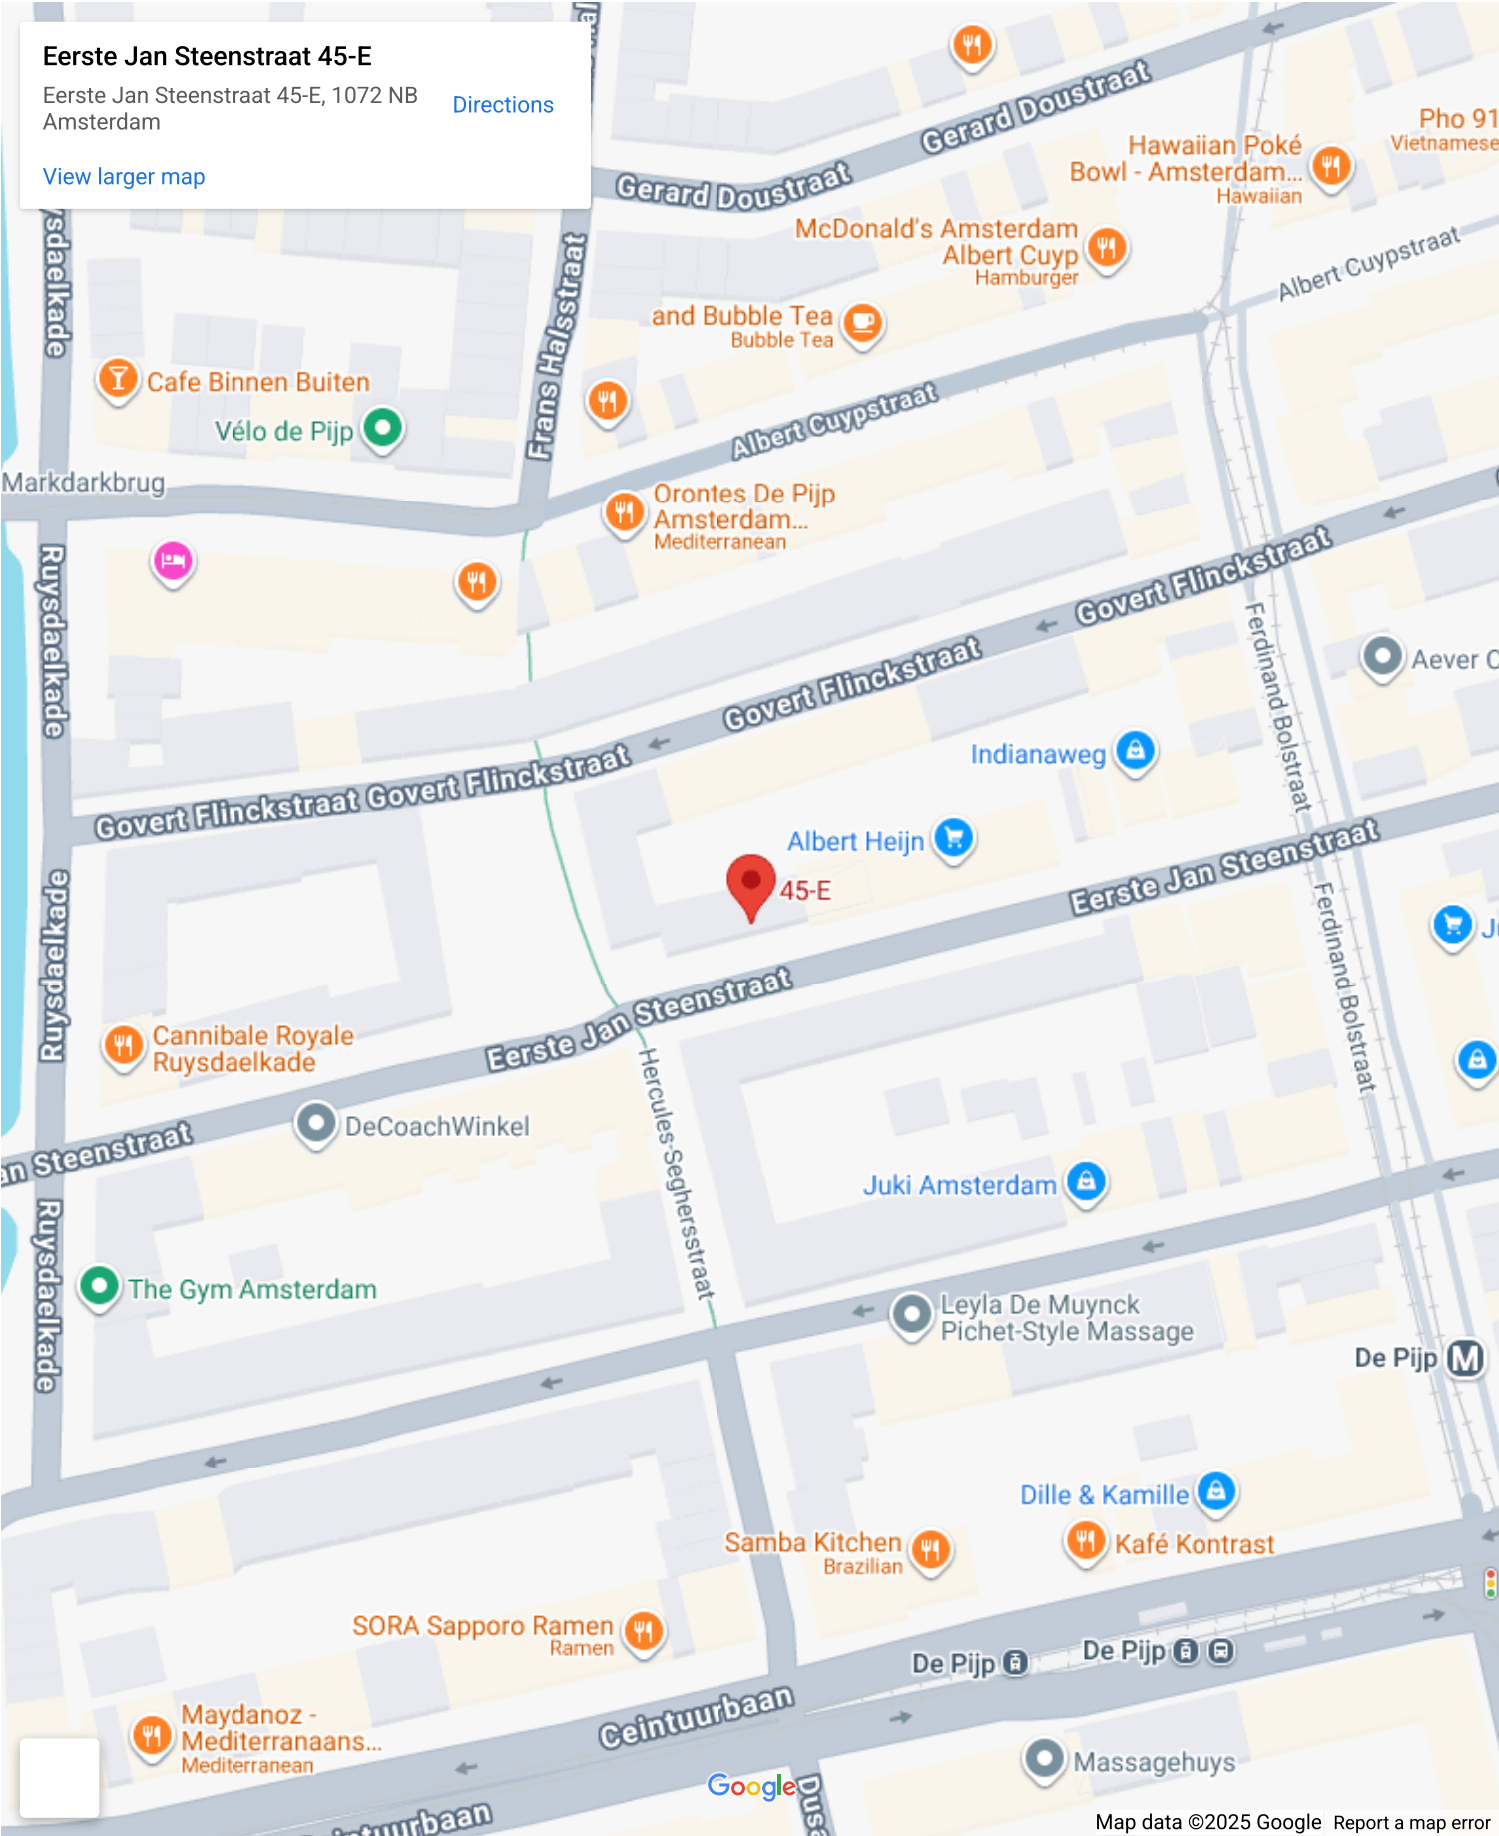 Eerste Jan Steenstraat 45-E
Eerste Jan Steenstraat 45-E, 1072 NB
Amsterdam
Directions
View larger map
Gerard Doustraat
Gerard Doustraat
Pho 91
Vietnamese
Hawaiian Poké
Bowl - Amsterdam...
Hawaiian
McDonald's Amsterdam
Albert Cuyp
Hamburger
Albert Cuypstraat
and Bubble Tea
Bubble Tea
Frans Halsstraat
Cafe Binnen Buiten
Vélo de Pijp
Albert Cuypstraat
Markdarkbrug
Orontes De Pijp
Amsterdam...
Mediterranean
Ruysdaelkade
Govert Flinckstraat
Govert Flinckstraat
Govert Flinckstraat Govert Flinckstraat
Ferdinand Bolstraat
Aever
Indianaweg
Albert Heijn
45-E
Eerste Jan Steenstraat
Eerste Jan Steenstraat
Ferdinand Bolstraat
Ruysdaelkade
Cannibale Royale
Ruysdaelkade
DeCoachWinkel
Steenstraat
Hercules-Seghersstraat
Juki Amsterdam
Ruysdaelkade
The Gym Amsterdam
Leyla De Muynck
Pichet-Style Massage
De Pijp M
Dille & Kamille
Samba Kitchen
Brazilian
Kafé Kontrast
SORA Sapporo Ramen
Ramen
De Pijp
De Pijp
Maydanoz -
Mediterranaans...
Mediterranean
Ceintuurbaan
Massagehuys
Google
Map data ©2025 Google
Report a map error